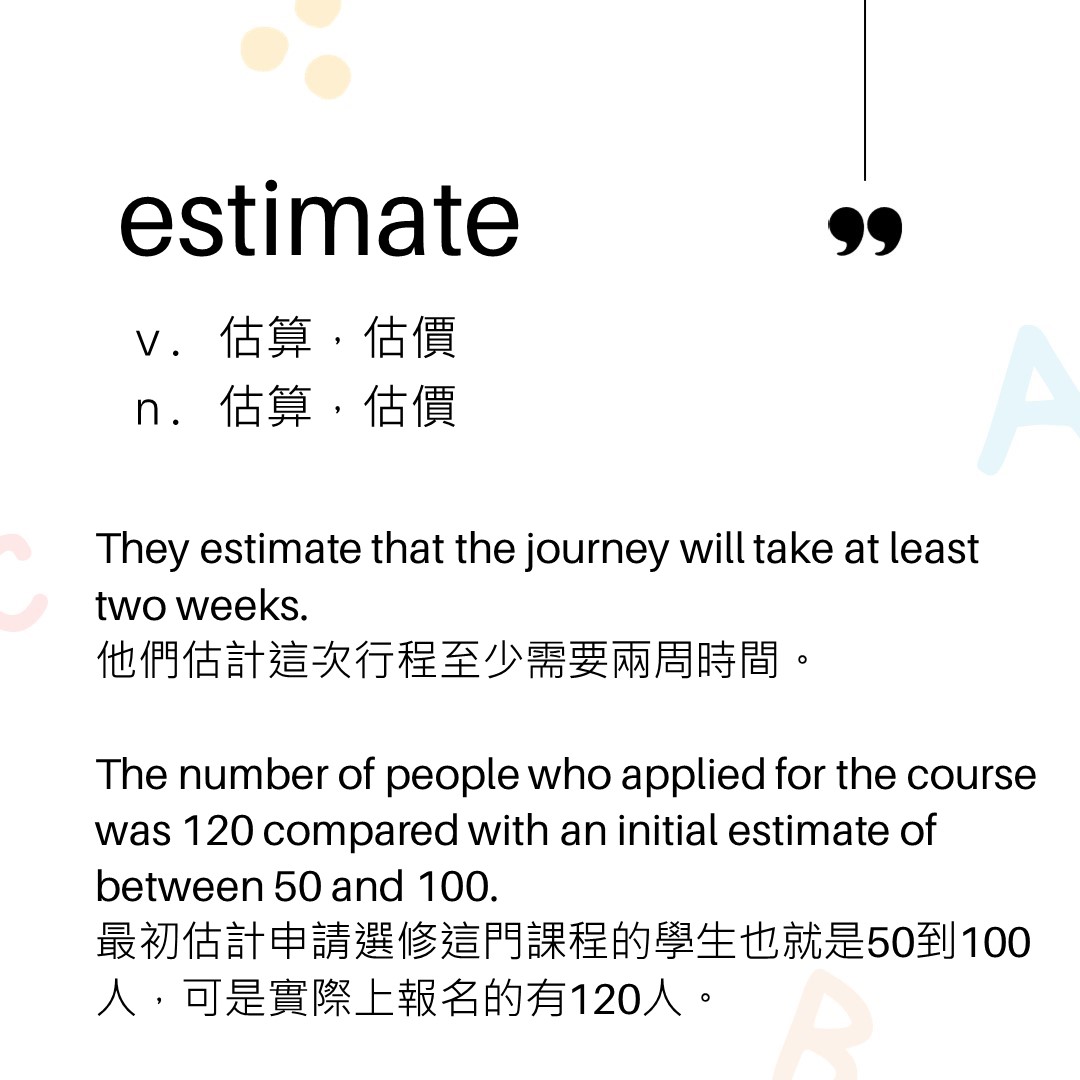 estimate
”
v. 估算，估價
n. 估算，估價
They estimate that the journey will take at least
two weeks.
他們估計這次行程至少需要兩周時間。
The number of people who applied for the course
was 120 compared with an initial estimate of
between 50 and 100.
最初估計申請選修這門課程的學生也就是50到100
人，可是實際上報名的有120人。
A
C
B